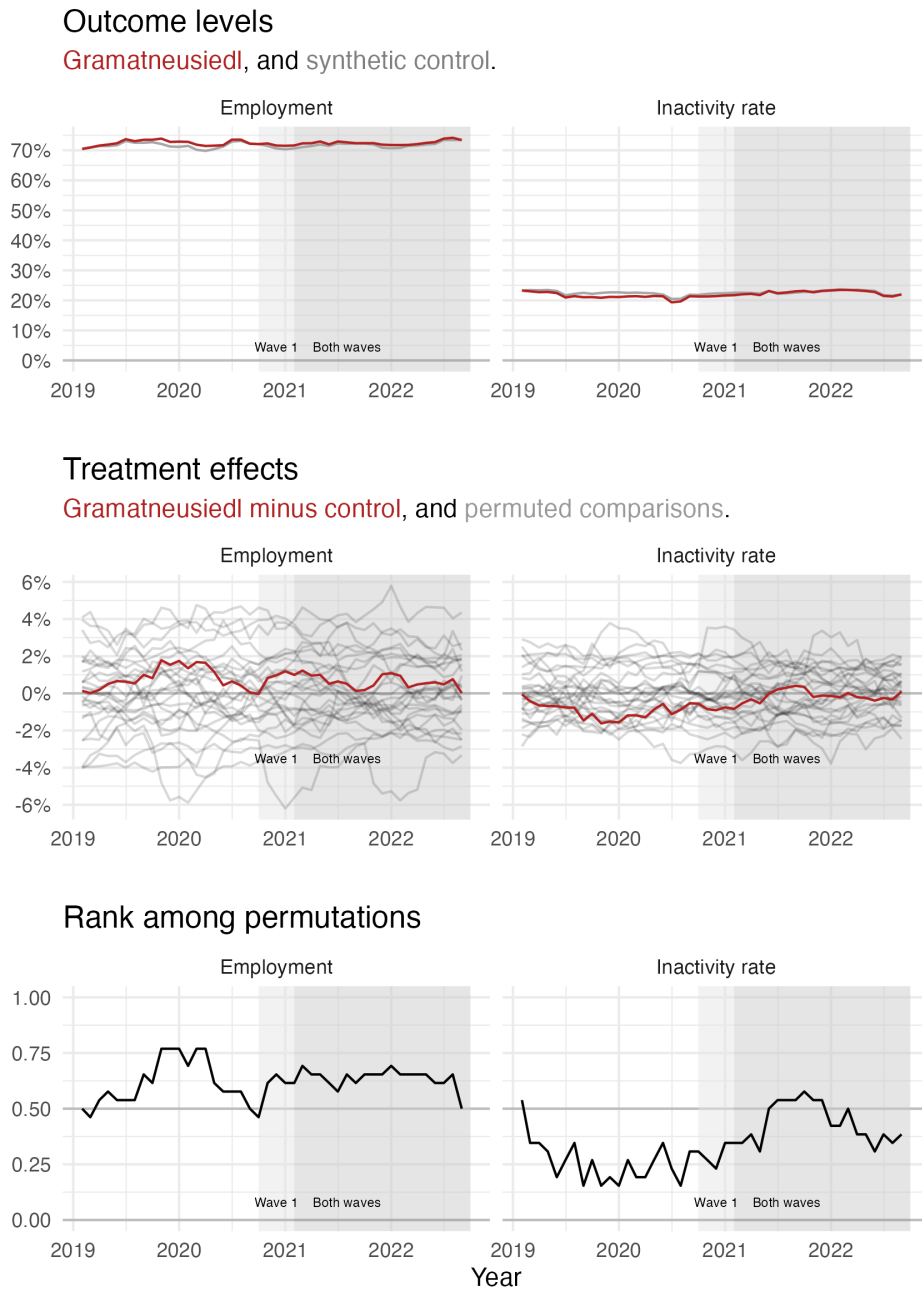 Outcome levels
Gramatneusiedl, and synthetic control.
Employment
Inactivity rate
70%
60%
50%
40%
30%
20%
10%
0%
Wave 1 Both waves
Wave 1 Both waves
2019 2020 2021 2022
2019 2020 2021 2022
Treatment effects
Gramatneusiedl minus control, and permuted comparisons.
Employment
Inactivity rate
6%
4%
2%
0%
-2%
-4%
-6%
Wave 1 Both waves
Wave 1 Both waves
2019 2020 2021 2022
2019 2020 2021 2022
Rank among permutations
Employment
Inactivity rate
1.00
0.75
0.50
0.25
0.00
Wave 1 Both waves
Wave 1 Both waves
2019 2020 2021 2022
2019 2020 2021 2022
Year